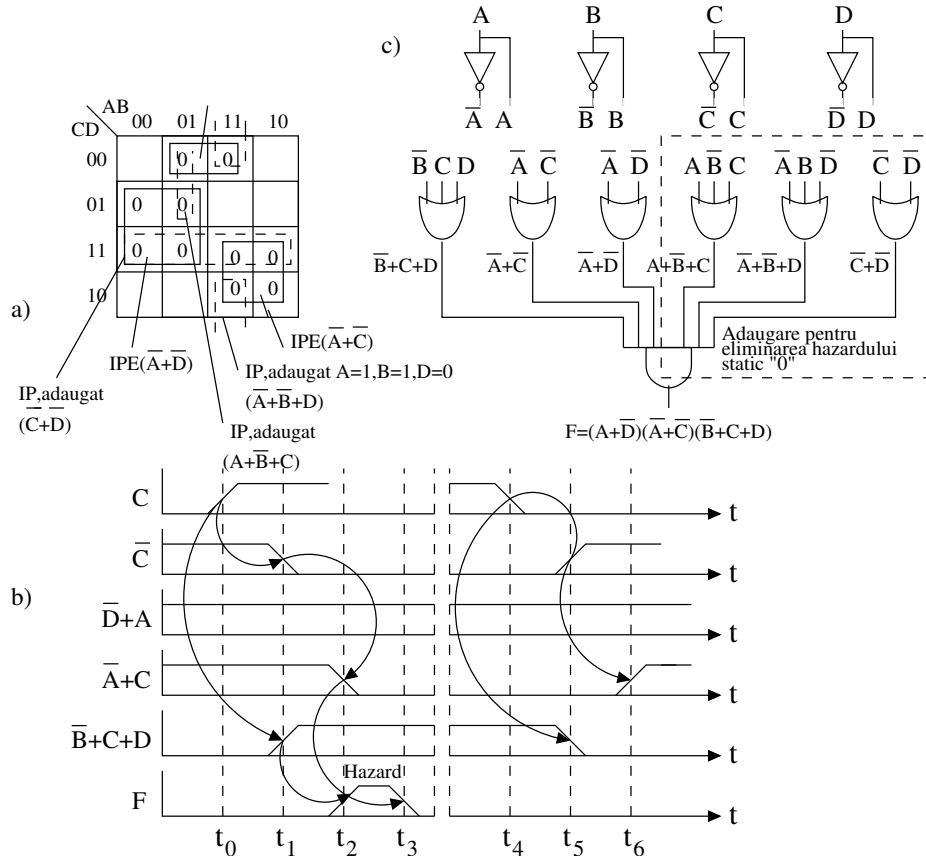 a)
AB
CD
00 01 11 10
00 0 0
01 0 0
11 0 0 0 0
10 0 0
IPE(A̅+D̅)
IP,adaugat
(C̅+D̅)
IPE(A̅+C̅)
IP,adaugat A=1,B=1,D=0
(A̅+B̅+D)
IP,adaugat
(A+B̅+C)
c)
A B C D
A̅ A B̅ B C̅ C D̅ D
B̅ C D A̅ C̅ A̅ D̅ A B̅ C A̅ B D̅ C̅ D̅
B̅+C+D A̅+C̅ A̅+D̅ A+B̅+C A̅+B̅+D C̅+D̅
Adaugare pentru
eliminarea hazardului
static "0"
F=(A+D̅)(A̅+C̅)(B̅+C+D)
b)
C t
C̅ t
D̅+A t
A̅+C t
B̅+C+D t
Hazard
F t
t₀ t₁ t₂ t₃ t₄ t₅ t₆